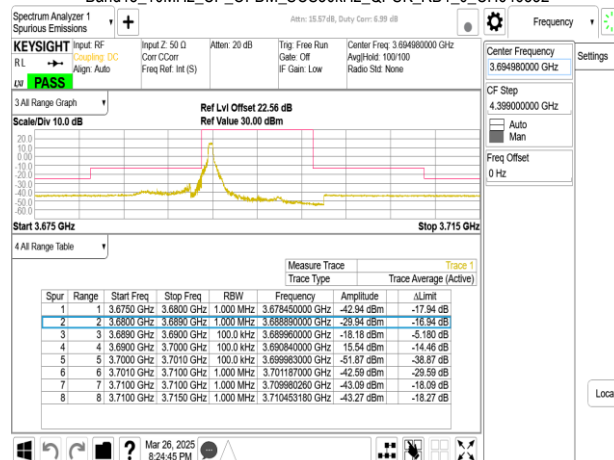 Spectrum Analyzer 1
Spurious Emissions
Attn: 15.57dB, Duty Corr: 6.99 dB
Frequency
KEYSIGHT Input: RF Input Z: 50 Ω Atten: 20 dB Trig: Free Run Center Freq: 3.694980000 GHz
RL Coupling: DC Corr CCorr Gate: Off Avg|Hold: 100/100
Align: Auto Freq Ref: Int (S) IF Gain: Low Radio Std: None
PASS
Center Frequency
3.694980000 GHz
Settings
CF Step
4.399000000 GHz
Auto
Man
Freq Offset
0 Hz
3 All Range Graph
Ref Lvl Offset 22.56 dB
Scale/Div 10.0 dB Ref Value 30.00 dBm
20.0
10.0
0.00
-10.0
-20.0
-30.0
-40.0
-50.0
-60.0
Start 3.675 GHz Stop 3.715 GHz
4 All Range Table
Measure Trace Trace 1
Trace Type Trace Average (Active)
Spur Range Start Freq Stop Freq RBW Frequency Amplitude ΔLimit
1 1 3.6750 GHz 3.6800 GHz 1.000 MHz 3.678450000 GHz -42.94 dBm -17.94 dB
2 2 3.6800 GHz 3.6890 GHz 1.000 MHz 3.688890000 GHz -29.94 dBm -16.94 dB
3 3 3.6890 GHz 3.6900 GHz 100.0 kHz 3.689960000 GHz -18.18 dBm -5.180 dB
4 4 3.6900 GHz 3.7000 GHz 100.0 kHz 3.690840000 GHz 15.54 dBm -14.46 dB
5 5 3.7000 GHz 3.7010 GHz 100.0 kHz 3.699983000 GHz -51.87 dBm -38.87 dB
6 6 3.7010 GHz 3.7100 GHz 1.000 MHz 3.701187000 GHz -42.59 dBm -29.59 dB
7 7 3.7100 GHz 3.7100 GHz 1.000 MHz 3.709980260 GHz -43.09 dBm -18.09 dB
8 8 3.7100 GHz 3.7150 GHz 1.000 MHz 3.710453180 GHz -43.27 dBm -18.27 dB
Loca
Mar 26, 2025
8:24:45 PM